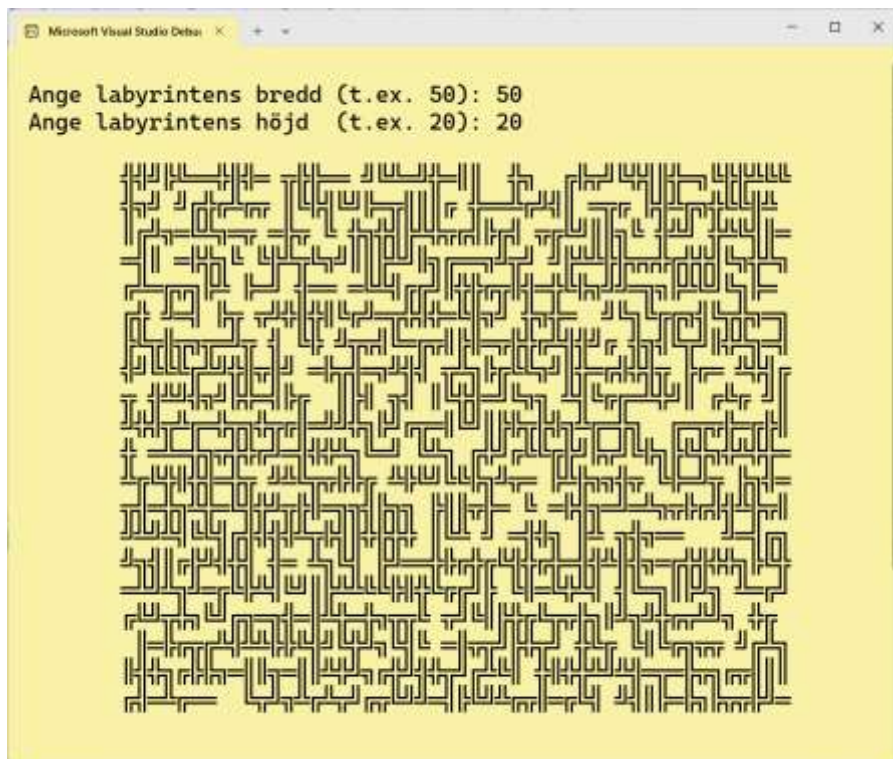 Microsoft Visual Studio Debu
Ange labyrintens bredd (t.ex. 50): 50
Ange labyrintens höjd (t.ex. 20): 20